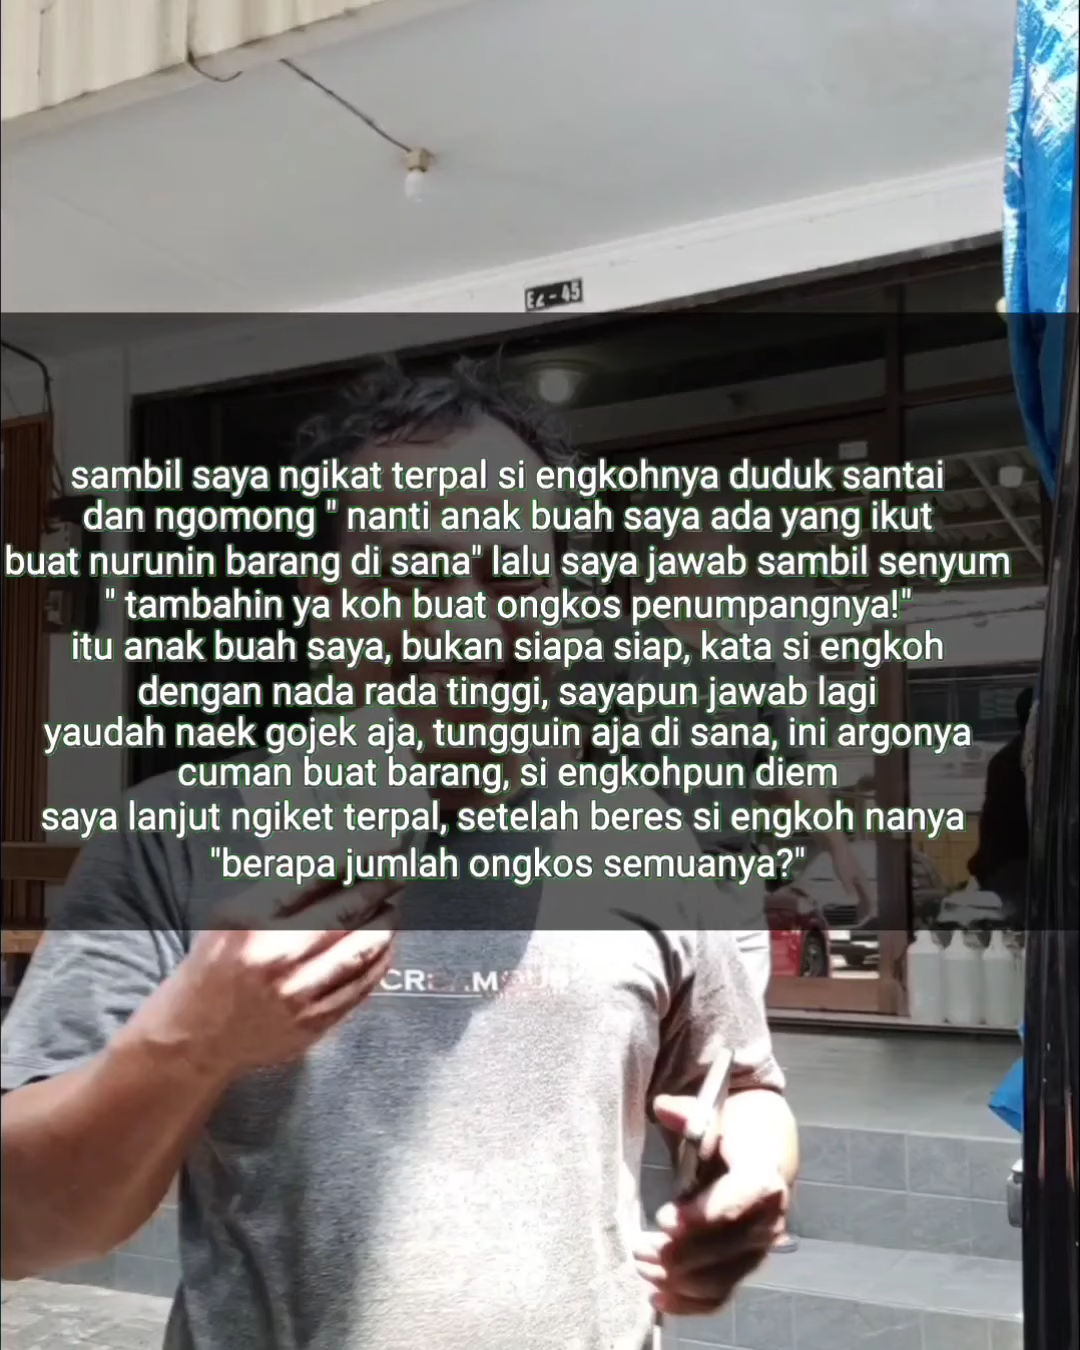 E2-45
sambil saya ngikat terpal si engkohnya duduk santai
dan ngomong " nanti anak buah saya ada yang ikut
buat nurunin barang di sana" lalu saya jawab sambil senyum
" tambahin ya koh buat ongkos penumpangnya!"
itu anak buah saya, bukan siapa siap, kata si engkoh
dengan nada rada tinggi, sayapun jawab lagi
yaudah naek gojek aja, tungguin aja di sana, ini argonya
cuman buat barang, si engkohpun diem
saya lanjut ngiket terpal, setelah beres si engkoh nanya
"berapa jumlah ongkos semuanya?"